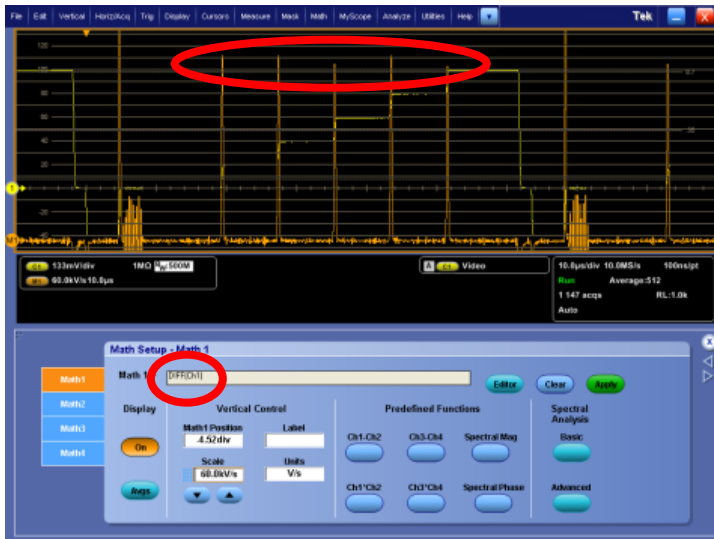 File Edit Vertical Horiz/Acq Trig Display Cursors Measure Mask Math MyScope Analyze Utilities Help Tek
120
100
80
60
40
20
-20
-40
1
M1
C1 133mV/div 1MΩ BW:500M
M1 60.0kV/s 10.0µs
A C1 Video
10.0µs/div 10.0MS/s 100ns/pt
Run Average:512
1 147 acqs RL:1.0k
Auto
Math Setup - Math 1
Math1
Math2
Math3
Math4
Math 1
DIFF(Ch1)
Editor
Clear
Apply
Display
On
Avgs
Vertical Control
Math1 Position
-4.52div
Label
Scale
60.0kV/s
Units
V/s
Predefined Functions
Ch1-Ch2
Ch3-Ch4
Spectral Mag
Ch1*Ch2
Ch3*Ch4
Spectral Phase
Spectral
Analysis
Basic
Advanced